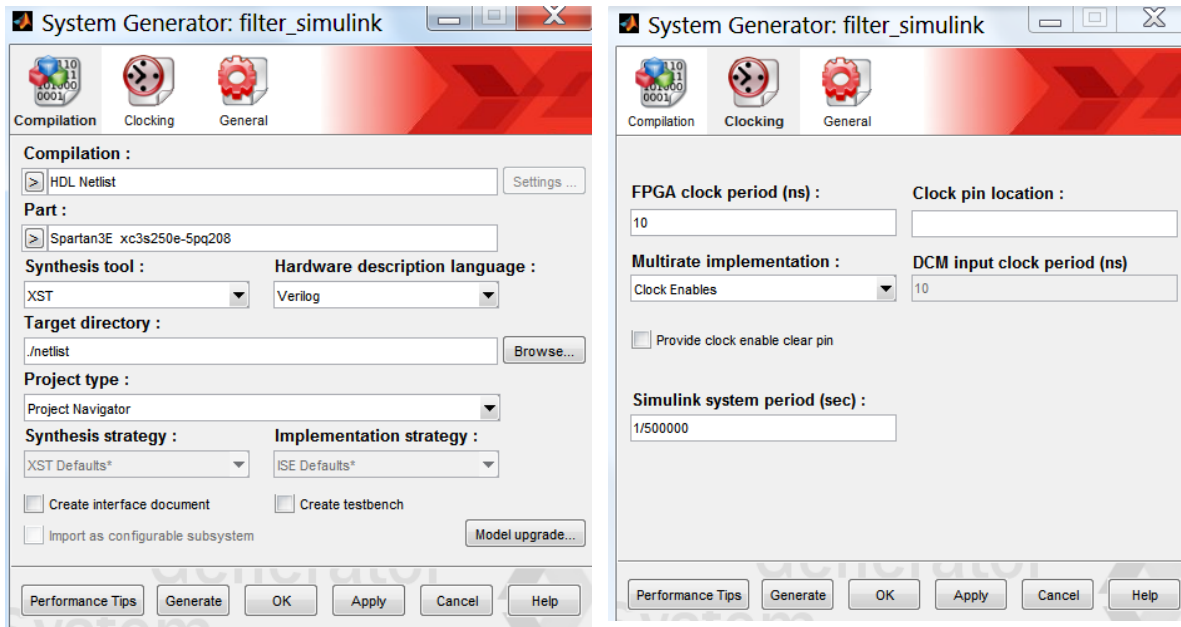 System Generator: filter_simulink
Compilation Clocking General
Compilation :
> HDL Netlist Settings ...
Part :
> Spartan3E xc3s250e-5pq208
Synthesis tool : Hardware description language :
XST Verilog
Target directory :
./netlist Browse...
Project type :
Project Navigator
Synthesis strategy : Implementation strategy :
XST Defaults* ISE Defaults*
Create interface document Create testbench
Import as configurable subsystem Model upgrade...
Performance Tips Generate OK Apply Cancel Help
System Generator: filter_simulink
Compilation Clocking General
FPGA clock period (ns) : Clock pin location :
10
Multirate implementation : DCM input clock period (ns)
Clock Enables 10
Provide clock enable clear pin
Simulink system period (sec) :
1/500000
Performance Tips Generate OK Apply Cancel Help